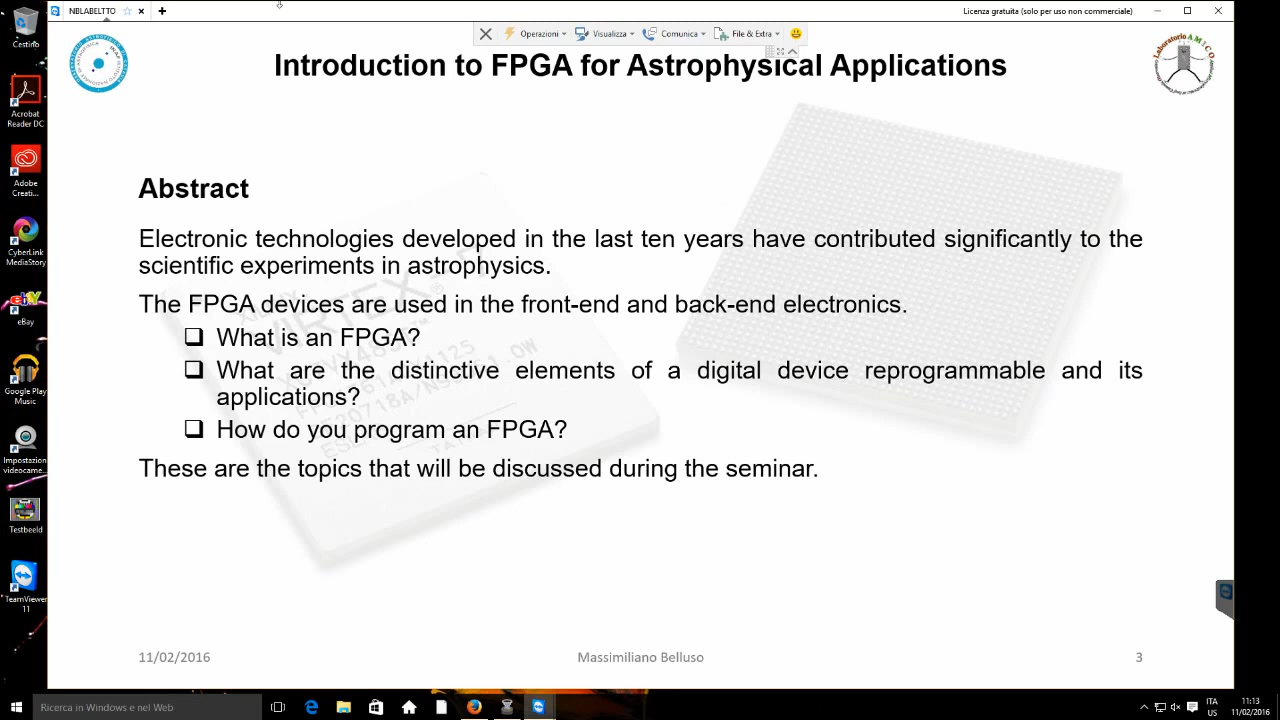 NBLABELTTO
Licenza gratuita (solo per uso non commerciale)
Operazioni
Visualizza
Comunica
File & Extra
Cestino
Acrobat
Reader DC
Adobe
Creati...
CyberLink
MediaStory
eBay
Google Play
Music
Impostazioni
videocame...
Testbeeld
TeamViewer
11
Introduction to FPGA for Astrophysical Applications
Abstract
Electronic technologies developed in the last ten years have contributed significantly to the
scientific experiments in astrophysics.
The FPGA devices are used in the front-end and back-end electronics.
What is an FPGA?
What are the distinctive elements of a digital device reprogrammable and its
applications?
How do you program an FPGA?
These are the topics that will be discussed during the seminar.
11/02/2016
Massimiliano Belluso
3
Ricerca in Windows e nel Web
ITA
US
11:13
11/02/2016